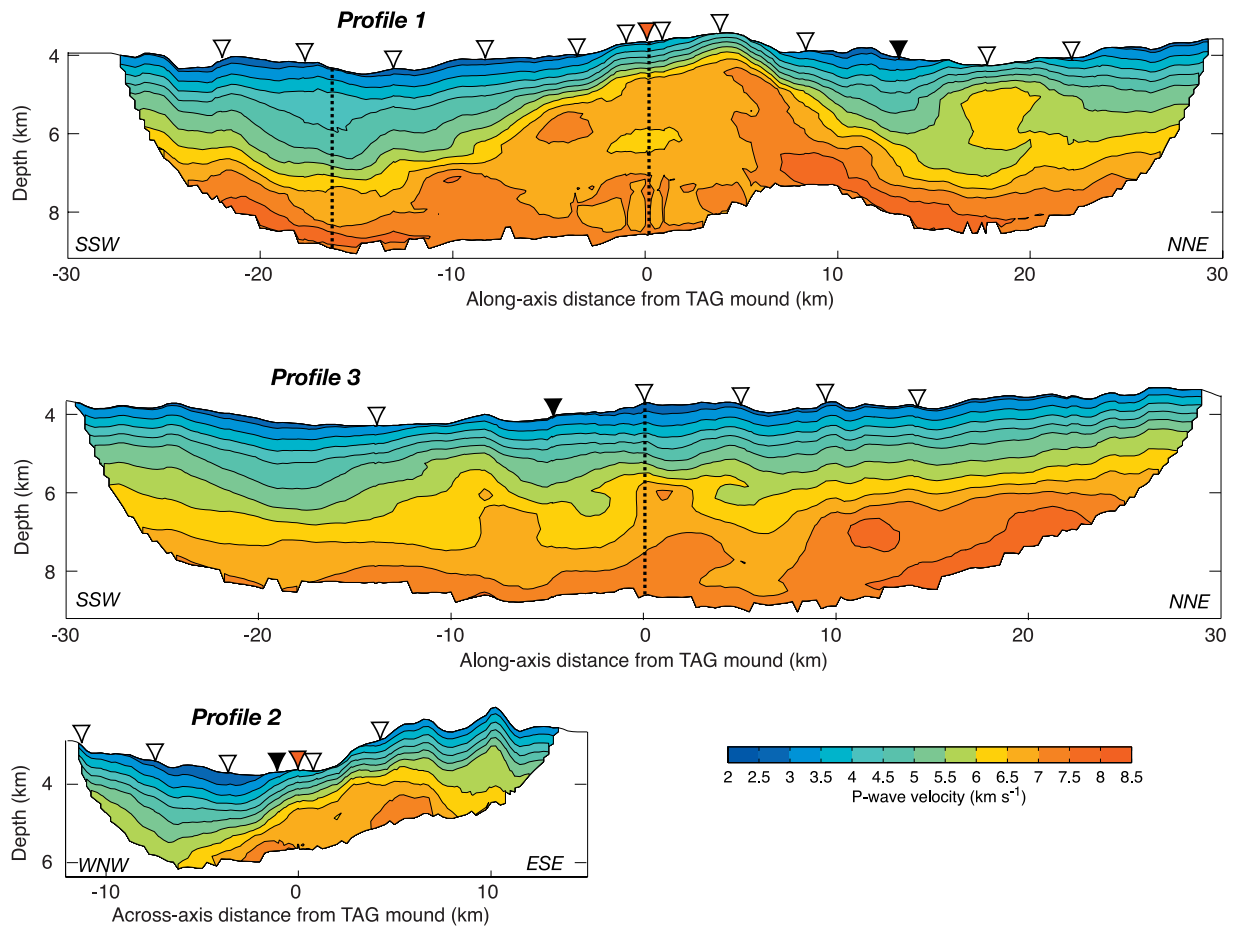 Profile 1
4
6
8
Depth (km)
SSW
NNE
-30 -20 -10 0 10 20 30
Along-axis distance from TAG mound (km)
Profile 3
4
6
8
Depth (km)
SSW
NNE
-30 -20 -10 0 10 20 30
Along-axis distance from TAG mound (km)
Profile 2
4
6
Depth (km)
WNW
ESE
-10 0 10
Across-axis distance from TAG mound (km)
2 2.5 3 3.5 4 4.5 5 5.5 6 6.5 7 7.5 8 8.5
P-wave velocity (km s⁻¹)